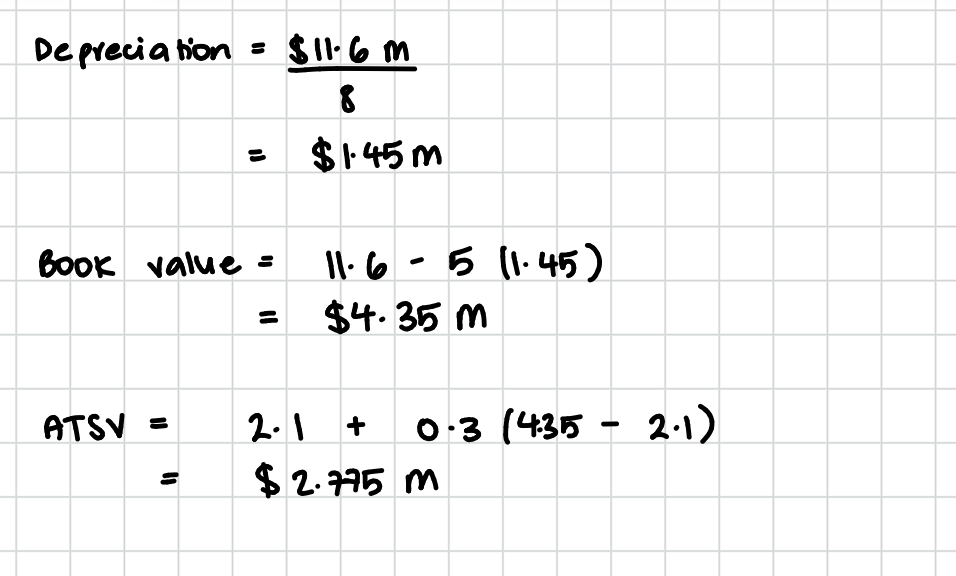 Depreciation = $11.6 m
8
= $1.45 m
Book value = 11.6 - 5 (1.45)
= $4.35 m
ATSV = 2.1 + 0.3 (4.35 - 2.1)
= $ 2.775 m